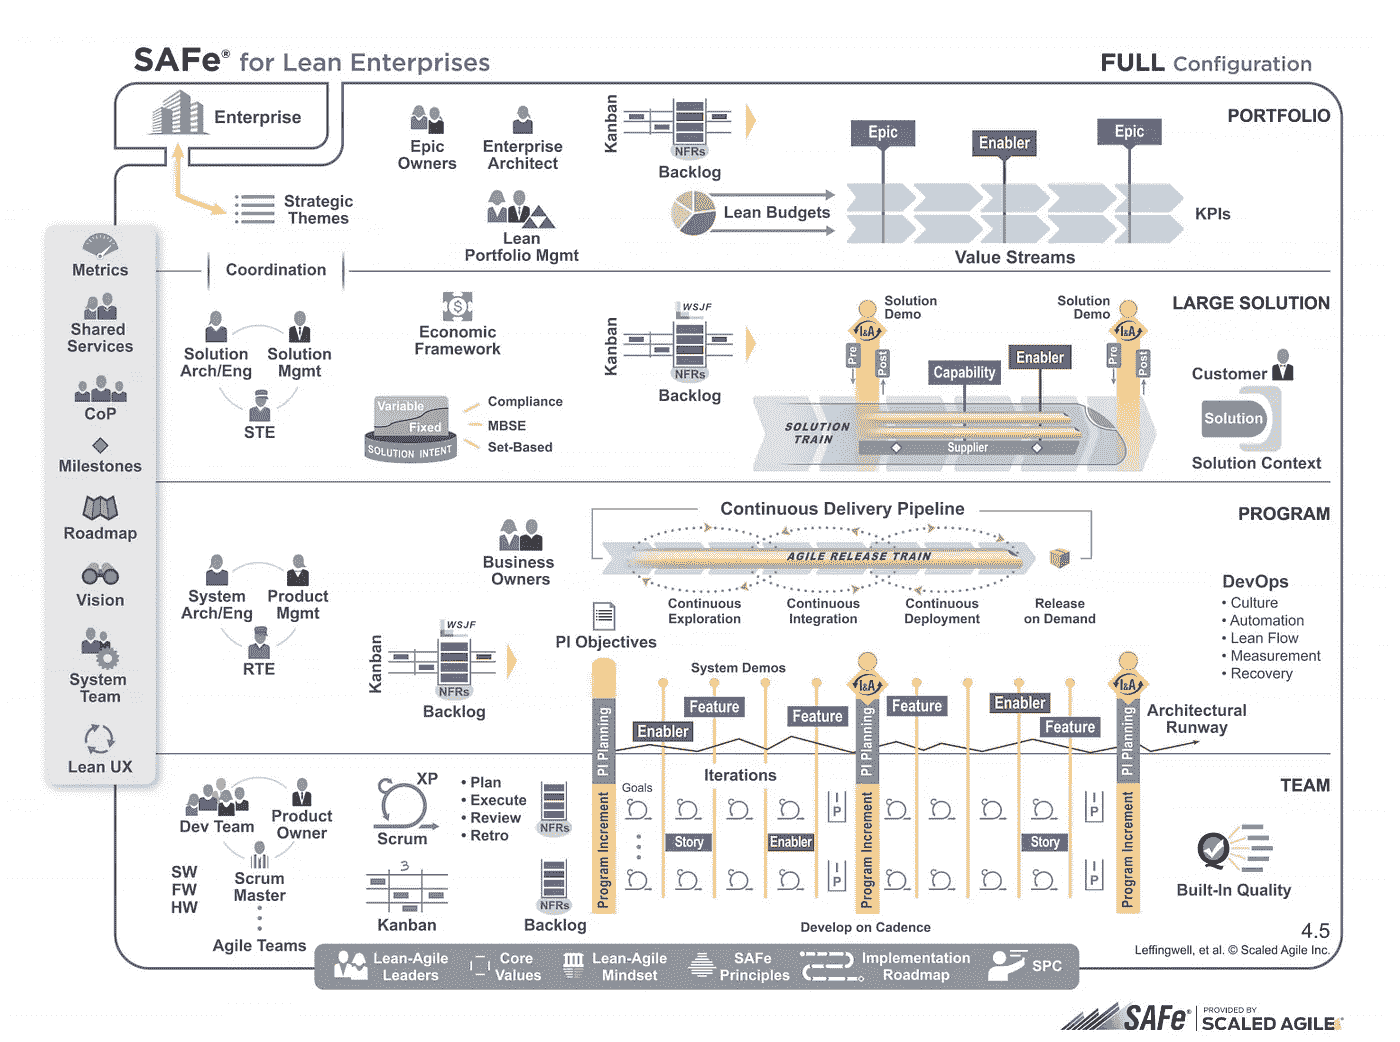 SAFe® for Lean Enterprises
FULL Configuration
Enterprise
Strategic
Themes
Epic
Owners
Enterprise
Architect
Lean
Portfolio Mgmt
Kanban
NFRs
Backlog
Lean Budgets
Epic
Enabler
Epic
KPIs
Value Streams
PORTFOLIO
Metrics
Shared
Services
CoP
Milestones
Roadmap
Vision
System
Team
Lean UX
Coordination
Solution
Arch/Eng
Solution
Mgmt
STE
Economic
Framework
Variable
Fixed
SOLUTION INTENT
Compliance
MBSE
Set-Based
Kanban
WSJF
NFRs
Backlog
Solution
Demo
I&A
Pre
Post
Capability
Enabler
Solution
Demo
I&A
Pre
Post
SOLUTION
TRAIN
Supplier
LARGE SOLUTION
Customer
Solution
Solution Context
PROGRAM
System
Arch/Eng
Product
Mgmt
RTE
Business
Owners
Continuous Delivery Pipeline
AGILE RELEASE TRAIN
Continuous
Exploration
Continuous
Integration
Continuous
Deployment
Release
on Demand
DevOps
• Culture
• Automation
• Lean Flow
• Measurement
• Recovery
PI Objectives
Kanban
WSJF
NFRs
Backlog
System Demos
I&A
I&A
PI Planning
Enabler
Feature
Feature
PI Planning
Feature
Enabler
Feature
PI Planning
Architectural
Runway
TEAM
Dev Team
Product
Owner
Scrum
Master
SW
FW
HW
Agile Teams
XP
Scrum
• Plan
• Execute
• Review
• Retro
3
Kanban
NFRs
NFRs
Backlog
Program Increment
Iterations
Goals
I
P
Story
Enabler
I
P
Program Increment
I
P
Story
I
P
Program Increment
Develop on Cadence
Built-In Quality
4.5
Leffingwell, et al. © Scaled Agile Inc.
Lean-Agile
Leaders
Core
Values
Lean-Agile
Mindset
SAFe
Principles
Implementation
Roadmap
SPC
SAFe®
PROVIDED BY
SCALED AGILE